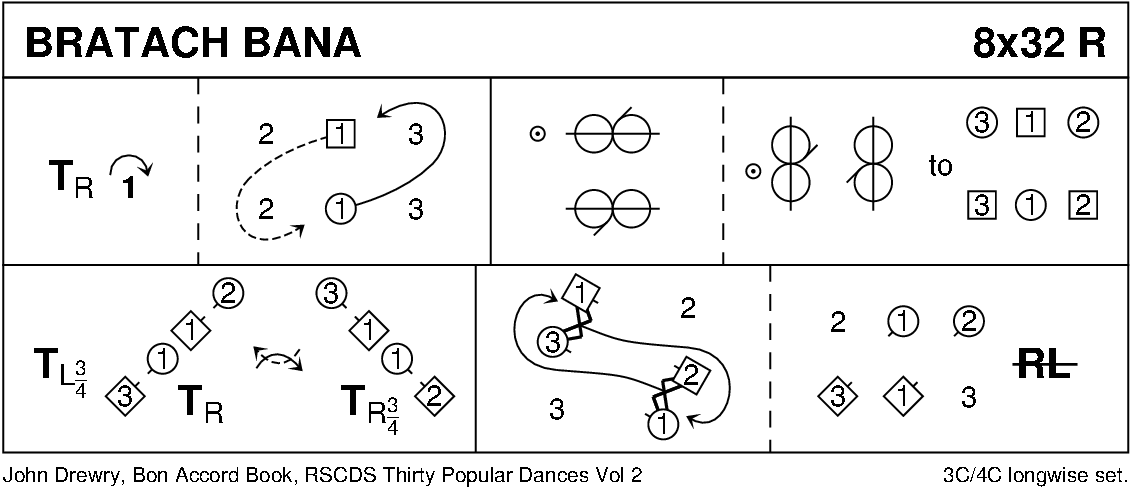 BRATACH BANA 8x32 R
TR 1 2 1 3 2 1 3 to 3 1 2 3 1 2
TL3/4 3 1 1 2 TR 3 1 1 2 TR3/4 1 3 2 3 2 1 2 1 2 3 1 3 RL
John Drewry, Bon Accord Book, RSCDS Thirty Popular Dances Vol 2 3C/4C longwise set.